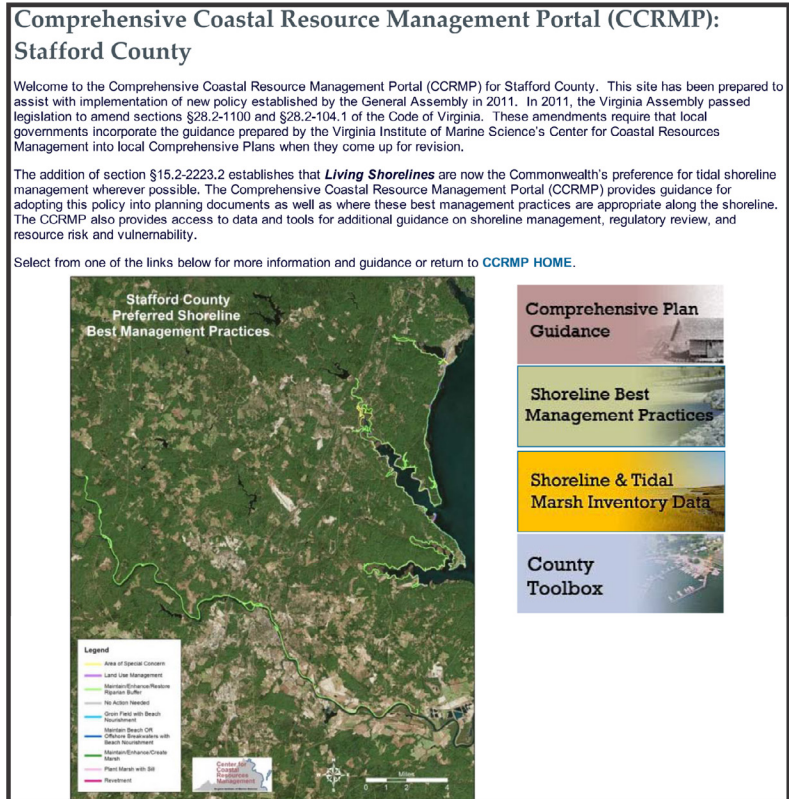 Comprehensive Coastal Resource Management Portal (CCRMP):
Stafford County
Welcome to the Comprehensive Coastal Resource Management Portal (CCRMP) for Stafford County. This site has been prepared to
assist with implementation of new policy established by the General Assembly in 2011. In 2011, the Virginia Assembly passed
legislation to amend sections §28.2-1100 and §28.2-104.1 of the Code of Virginia. These amendments require that local
governments incorporate the guidance prepared by the Virginia Institute of Marine Science's Center for Coastal Resources
Management into local Comprehensive Plans when they come up for revision.
The addition of section §15.2-2223.2 establishes that Living Shorelines are now the Commonwealth's preference for tidal shoreline
management wherever possible. The Comprehensive Coastal Resource Management Portal (CCRMP) provides guidance for
adopting this policy into planning documents as well as where these best management practices are appropriate along the shoreline.
The CCRMP also provides access to data and tools for additional guidance on shoreline management, regulatory review, and
resource risk and vulnernability.
Select from one of the links below for more information and guidance or return to CCRMP HOME.
Stafford County
Preferred Shoreline
Best Management Practices
Legend
Area of Special Concern
Land Use Management
Maintain/Enhance/Restore
Riparian Buffer
No Action Needed
Groin Field with Beach
Nourishment
Maintain Beach OR
Offshore Breakwaters with
Beach Nourishment
Maintain/Enhance/Create
Marsh
Plant Marsh with Sill
Revetment
Center for
Coastal
Resources
Management
Miles
0 1 2 4
Comprehensive Plan
Guidance
Shoreline Best
Management Practices
Shoreline & Tidal
Marsh Inventory Data
County
Toolbox